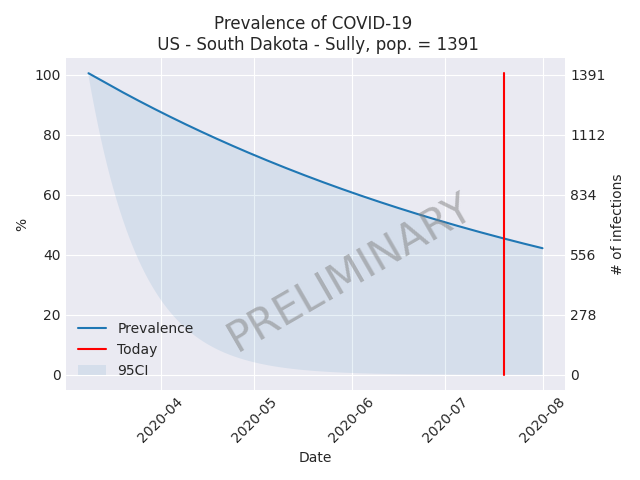 Prevalence of COVID-19
US - South Dakota - Sully, pop. = 1391
100
80
60
40
20
0
1391
1112
834
556
278
0
%
# of infections
PRELIMINARY
Prevalence
Today
95CI
2020-04
2020-05
2020-06
2020-07
2020-08
Date